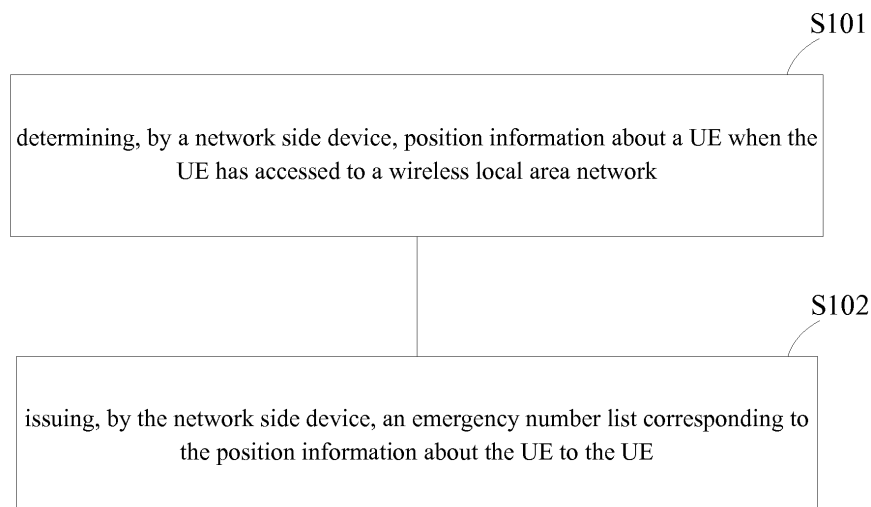 S101
determining, by a network side device, position information about a UE when the
UE has accessed to a wireless local area network
S102
issuing, by the network side device, an emergency number list corresponding to
the position information about the UE to the UE